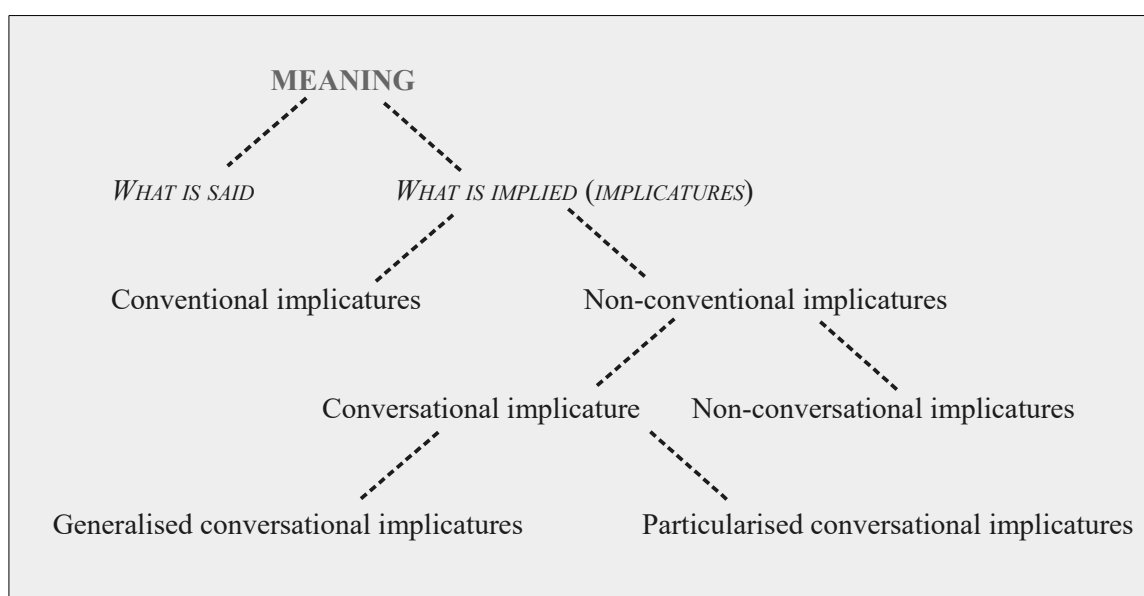 MEANING
WHAT IS SAID WHAT IS IMPLIED (IMPLICATURES)
Conventional implicatures Non-conventional implicatures
Conversational implicature Non-conversational implicatures
Generalised conversational implicatures Particularised conversational implicatures